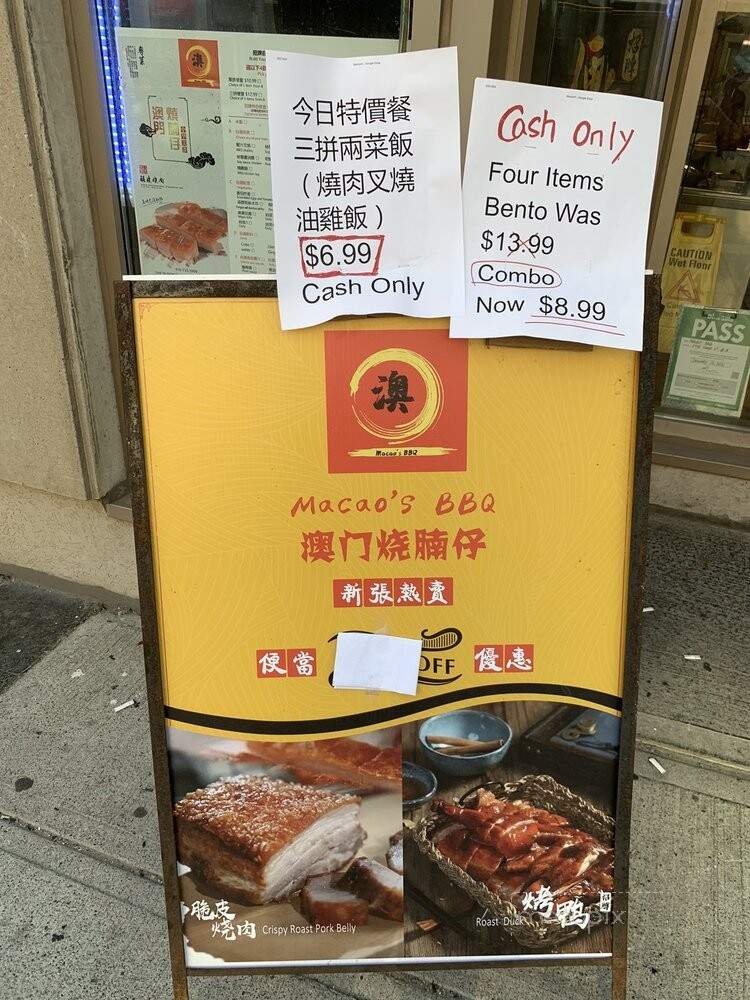 今日特價餐
三拼兩菜飯
（燒肉叉燒
油雞飯）
$6.99
Cash Only
Cash Only
Four Items
Bento Was
$13.99
Combo
Now $8.99
CAUTION
Wet Floor
PASS
澳
Macao's BBQ
Macao's BBQ
澳门烧腩仔
新張熱賣
便當
OFF
優惠
脆皮
烧肉 Crispy Roast Pork Belly
Roast Duck 烤鸭